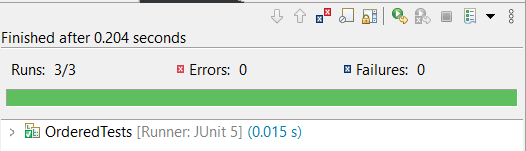 Finished after 0.204 seconds
Runs: 3/3 Errors: 0 Failures: 0
OrderedTests [Runner: JUnit 5] (0.015 s)